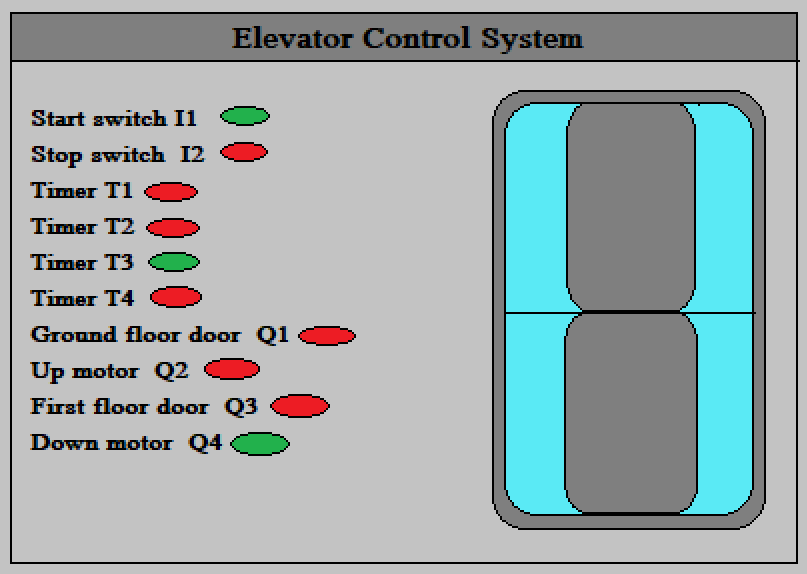 Elevator Control System
Start switch I1
Stop switch I2
Timer T1
Timer T2
Timer T3
Timer T4
Ground floor door Q1
Up motor Q2
First floor door Q3
Down motor Q4